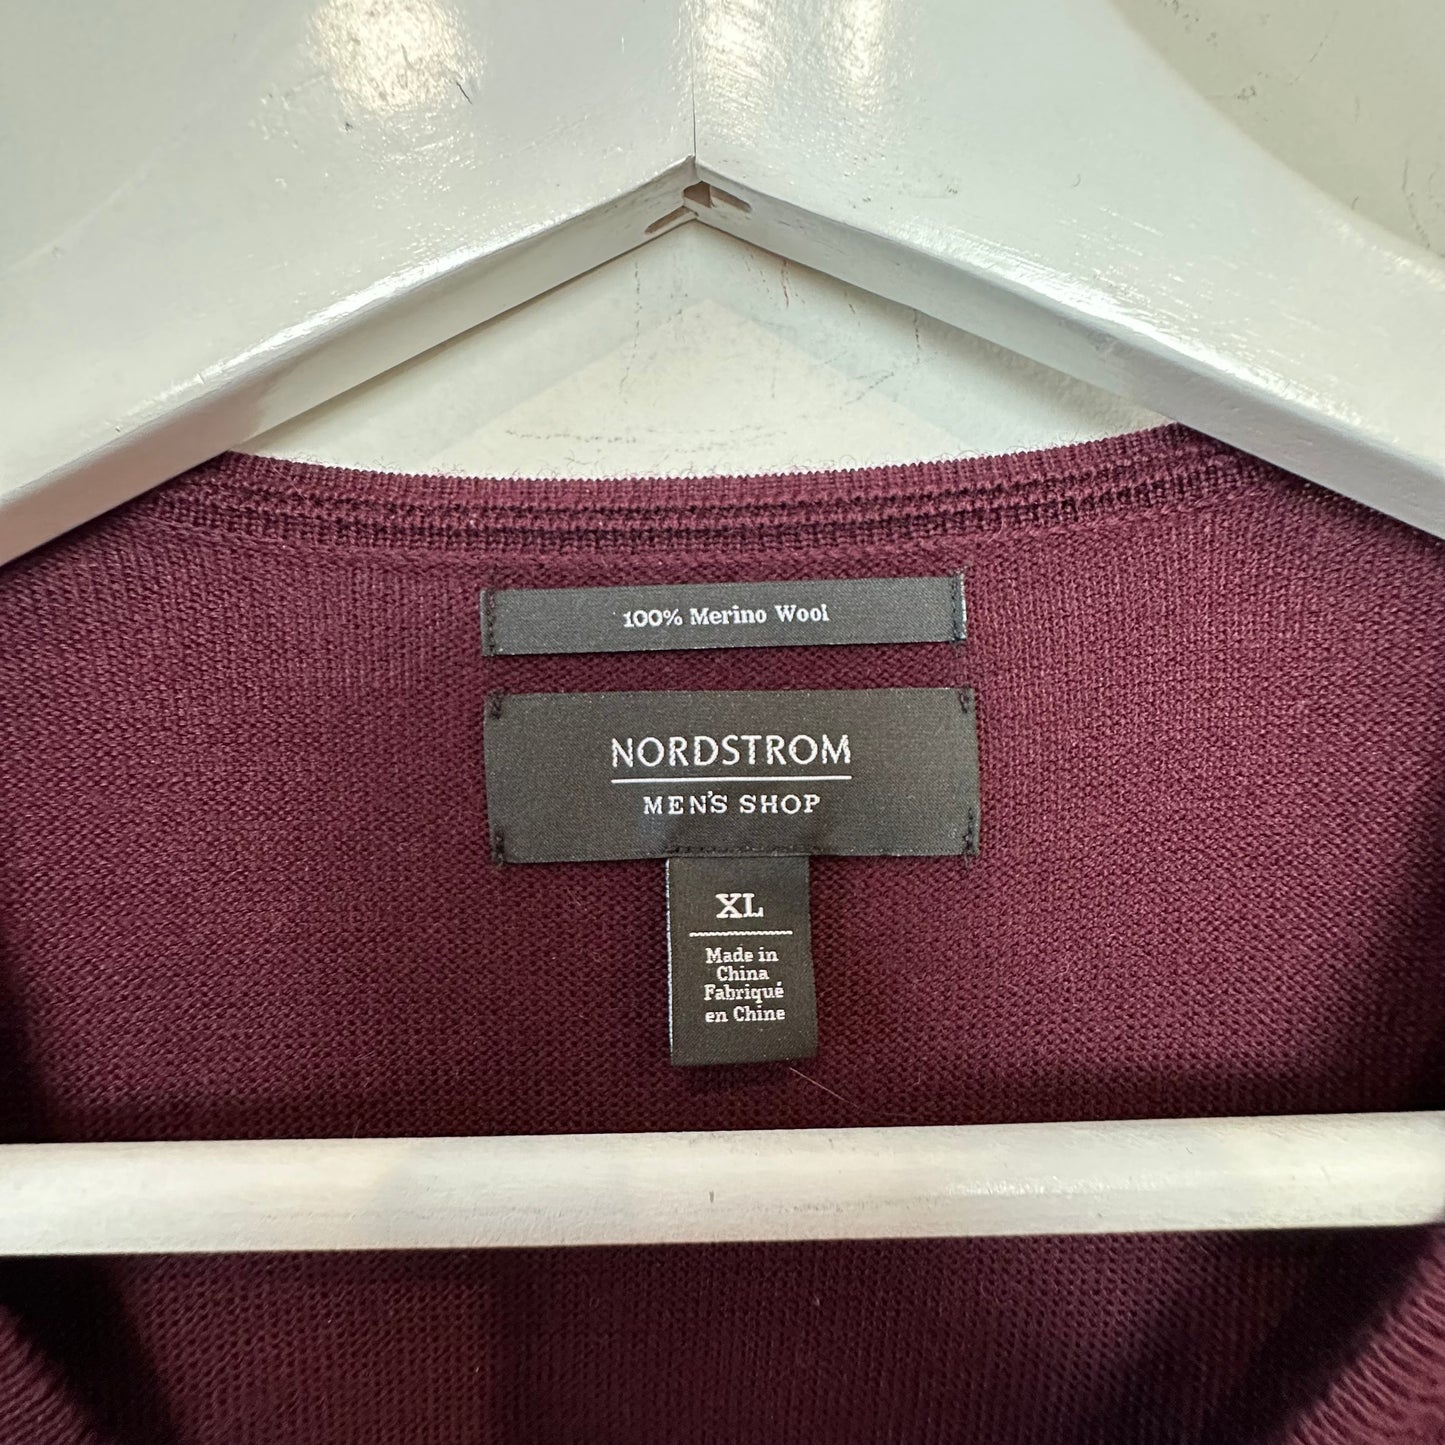 100% Merino Wool
NORDSTROM
MEN'S SHOP
XL
Made in
China
Fabriqué
en Chine